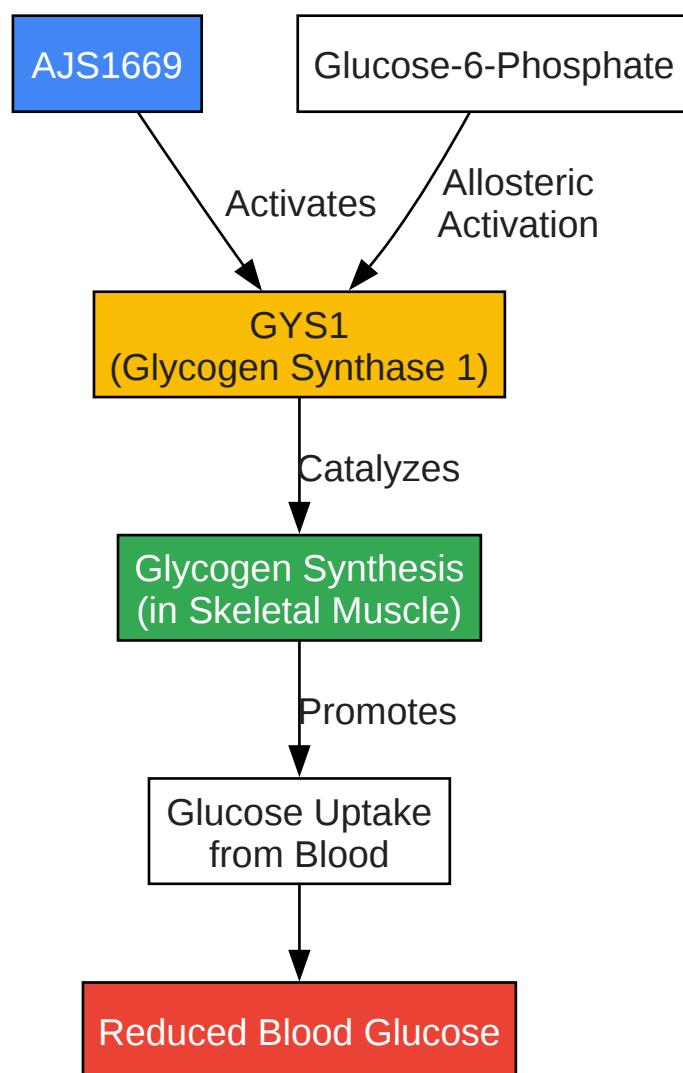 AJS1669
Glucose-6-Phosphate
Activates
Allosteric
Activation
GYS1
(Glycogen Synthase 1)
Catalyzes
Glycogen Synthesis
(in Skeletal Muscle)
Promotes
Glucose Uptake
from Blood
Reduced Blood Glucose